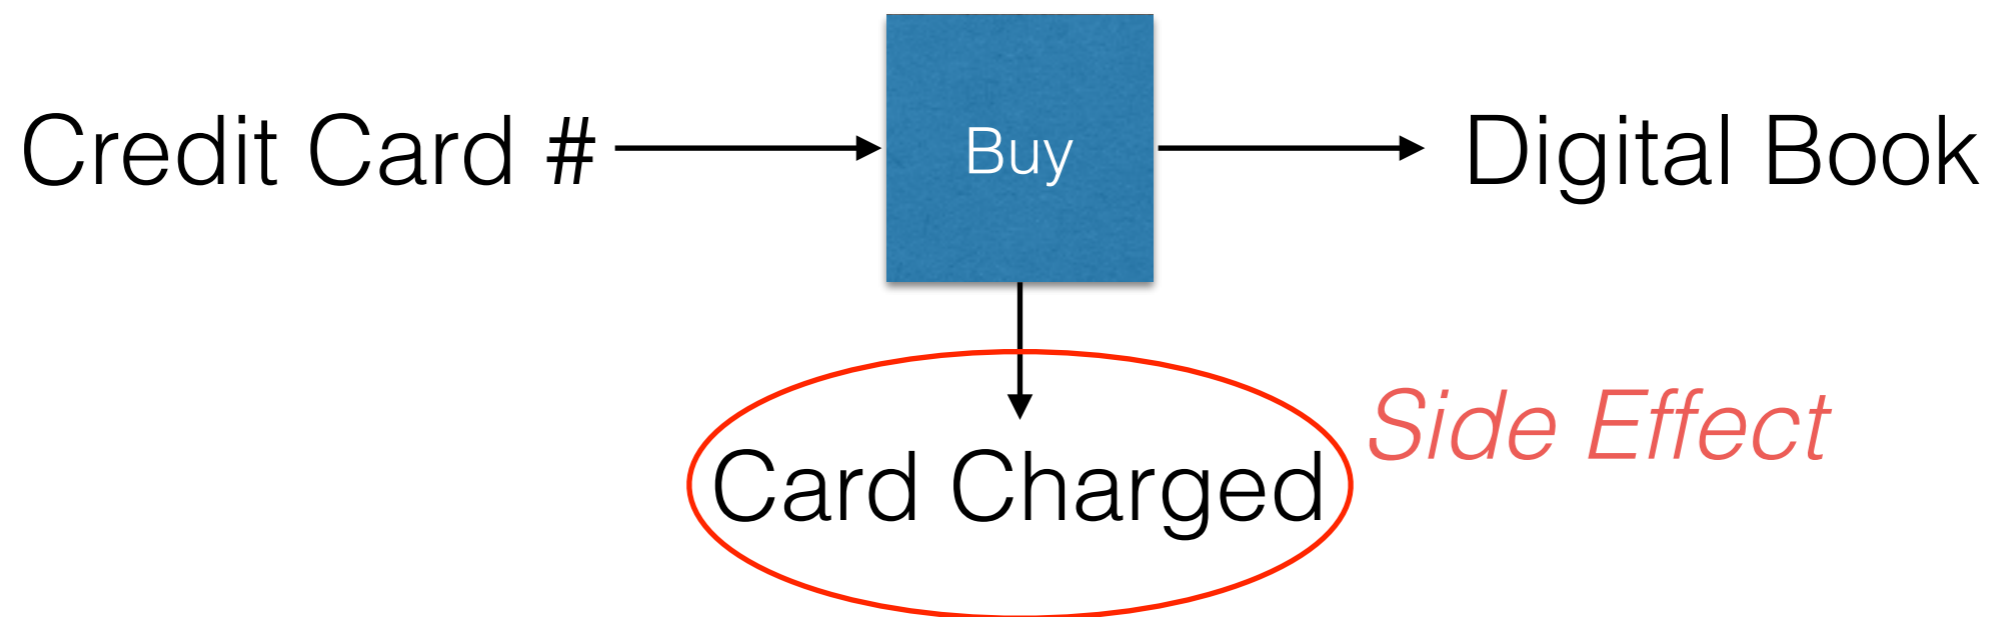 Credit Card #
Buy
Digital Book
Side Effect
Card Charged